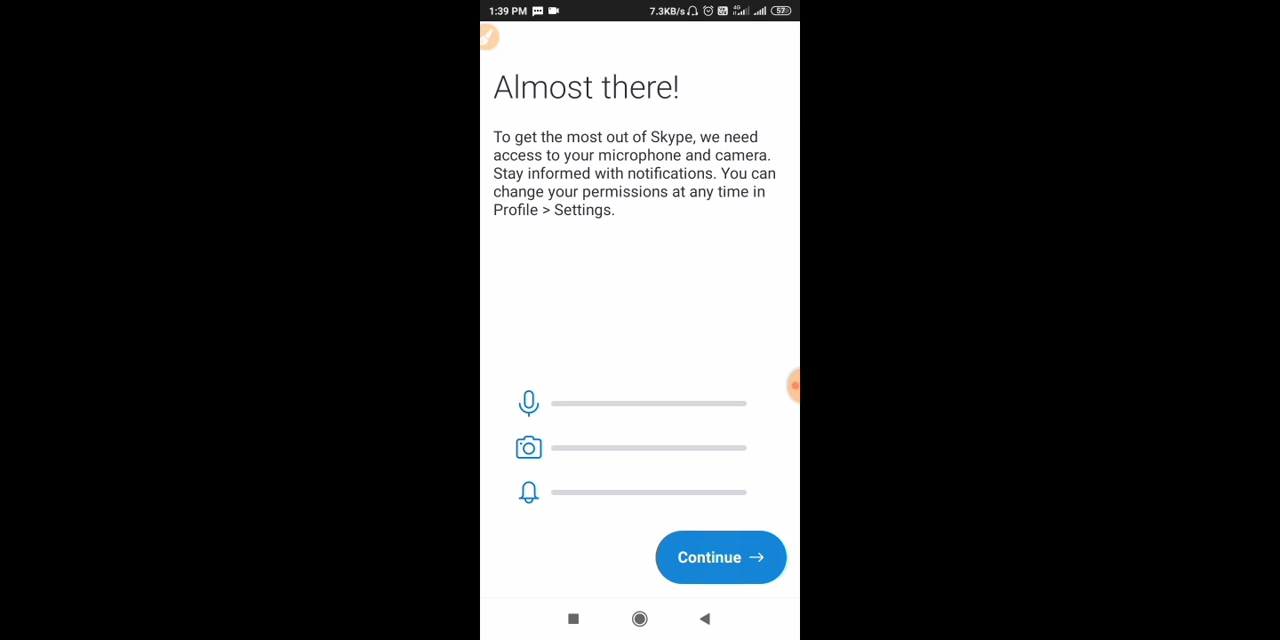 1:39 PM
7.3KB/s 4G 57
Almost there!
To get the most out of Skype, we need
access to your microphone and camera.
Stay informed with notifications. You can
change your permissions at any time in
Profile > Settings.
Continue →